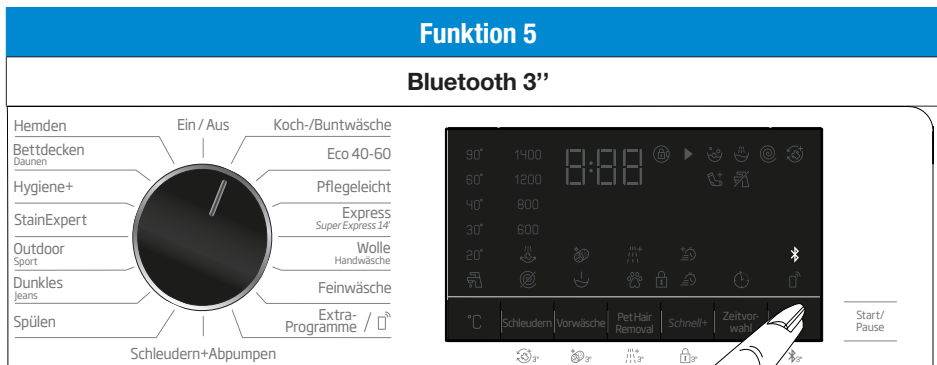 Funktion 5
Bluetooth 3’’
Hemden
Ein / Aus
Koch-/Buntwäsche
Bettdecken
Daunen
Eco 40-60
Hygiene+
Pflegeleicht
StainExpert
Express
Super Express 14'
Outdoor
Sport
Wolle
Handwäsche
Dunkles
Jeans
Feinwäsche
Spülen
Extra-
Programme /
Schleudern+Abpumpen
90° 1400 8:88
60° 1200
40° 800
30° 600
20°
°C Schleudern Vorwäsche Pet Hair Removal Schnell+ Zeitvor-wahl
3" 3" 3" 3" 3"
Start/
Pause